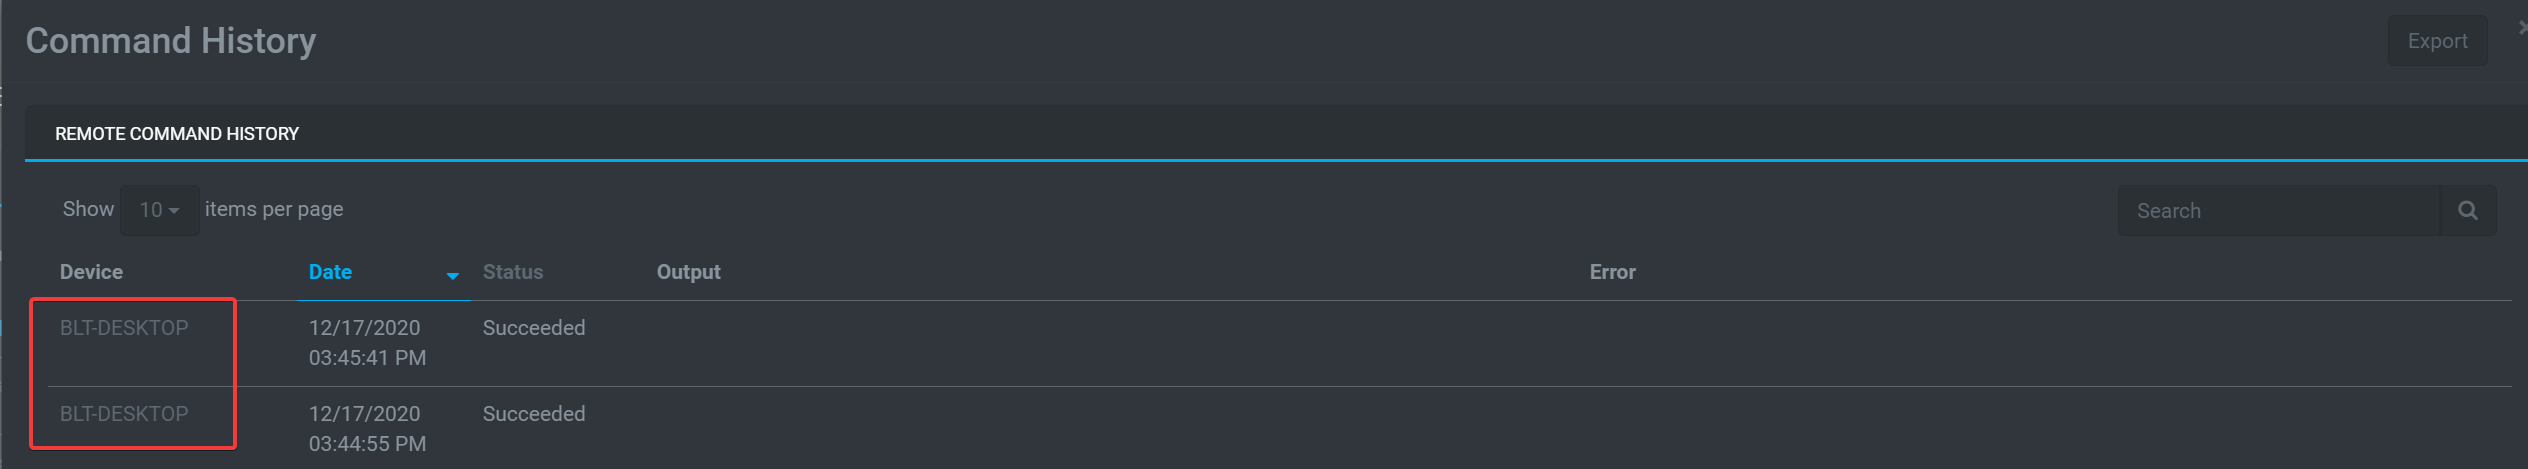 Command History
Export
REMOTE COMMAND HISTORY
Show 10 items per page
Search
Device Date Status Output Error
BLT-DESKTOP 12/17/2020 Succeeded
03:45:41 PM
BLT-DESKTOP 12/17/2020 Succeeded
03:44:55 PM